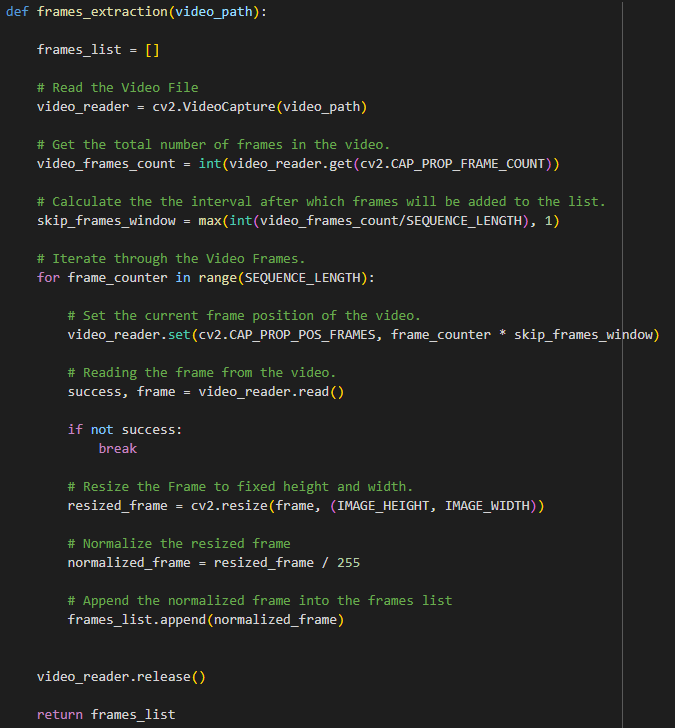 def frames_extraction(video_path):
frames_list = []
# Read the Video File
video_reader = cv2.VideoCapture(video_path)
# Get the total number of frames in the video.
video_frames_count = int(video_reader.get(cv2.CAP_PROP_FRAME_COUNT))
# Calculate the the interval after which frames will be added to the list.
skip_frames_window = max(int(video_frames_count/SEQUENCE_LENGTH), 1)
# Iterate through the Video Frames.
for frame_counter in range(SEQUENCE_LENGTH):
# Set the current frame position of the video.
video_reader.set(cv2.CAP_PROP_POS_FRAMES, frame_counter * skip_frames_window)
# Reading the frame from the video.
success, frame = video_reader.read()
if not success:
break
# Resize the Frame to fixed height and width.
resized_frame = cv2.resize(frame, (IMAGE_HEIGHT, IMAGE_WIDTH))
# Normalize the resized frame
normalized_frame = resized_frame / 255
# Append the normalized frame into the frames list
frames_list.append(normalized_frame)
video_reader.release()
return frames_list